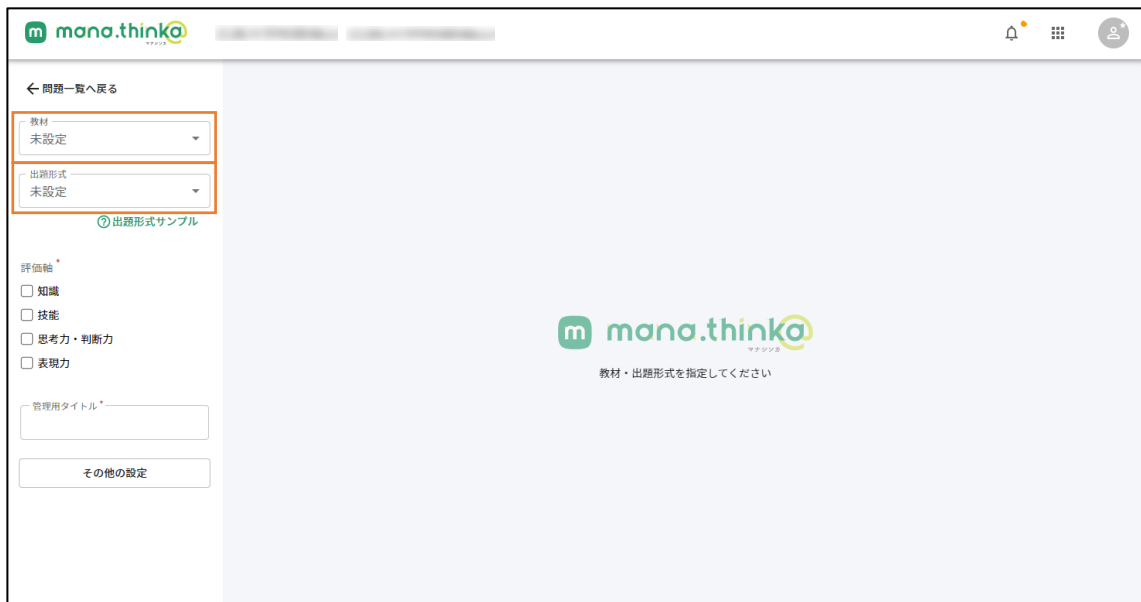 mana.thinka
マナシンカ
問題一覧へ戻る
教材
未設定
出題形式
未設定
出題形式サンプル
評価軸*
知識
技能
思考力・判断力
表現力
管理用タイトル*
その他の設定
mana.thinka
マナシンカ
教材・出題形式を指定してください